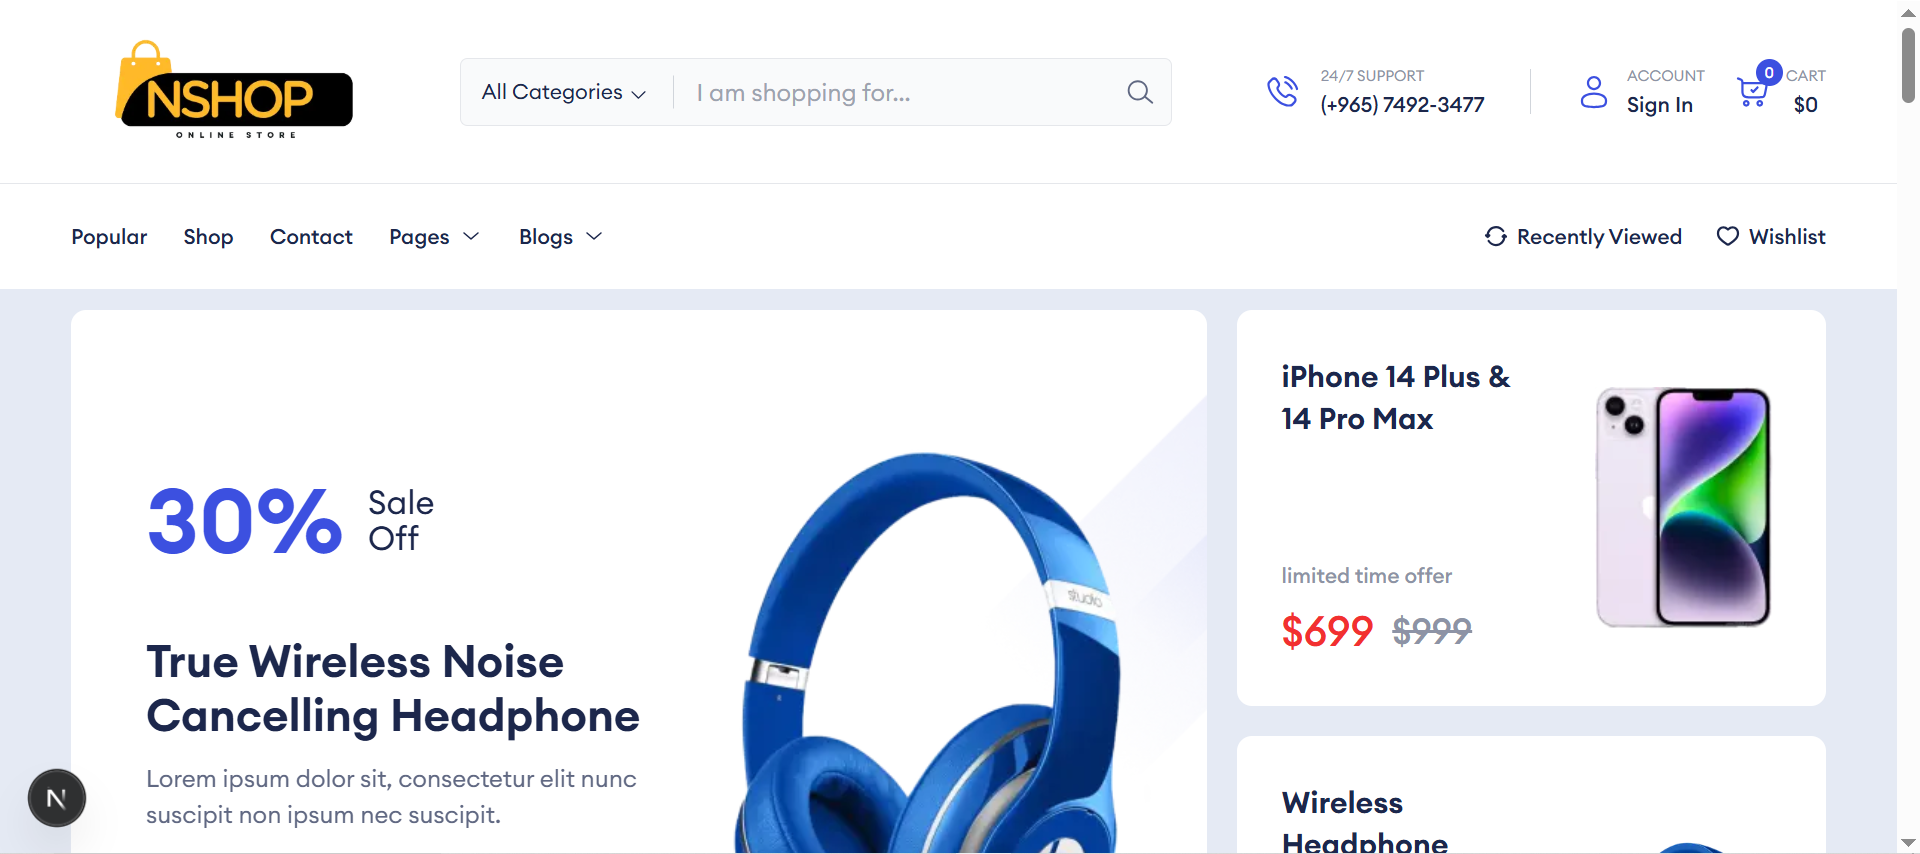 NSHOP
ONLINE STORE
All Categories
I am shopping for...
24/7 SUPPORT
(+965) 7492-3477
ACCOUNT
Sign In
0
CART
$0
Popular
Shop
Contact
Pages
Blogs
Recently Viewed
Wishlist
30%
Sale
Off
True Wireless Noise
Cancelling Headphone
Lorem ipsum dolor sit, consectetur elit nunc
suscipit non ipsum nec suscipit.
studio
iPhone 14 Plus &
14 Pro Max
limited time offer
$699 $999
Wireless
Headphone
N